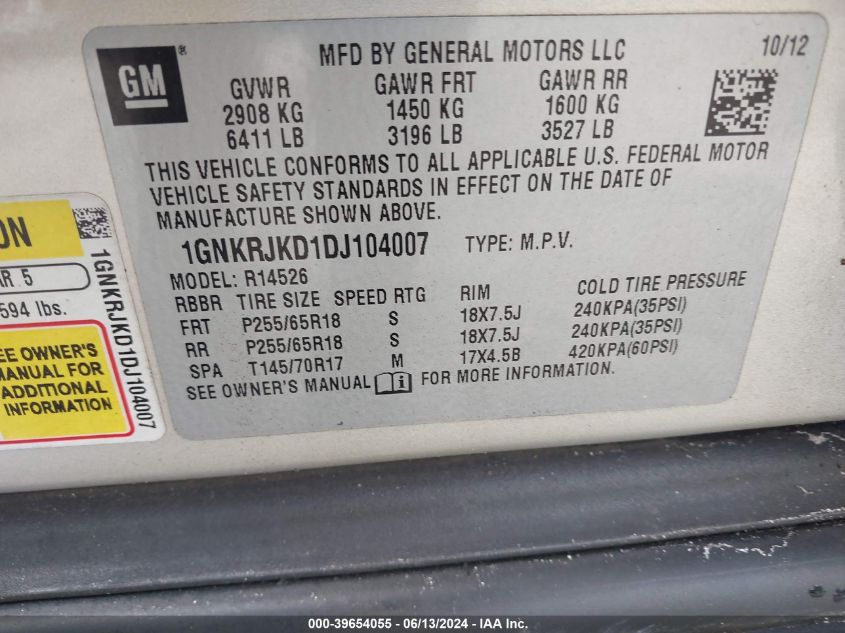 GM ®
MFD BY GENERAL MOTORS LLC 10/12
GVWR GAWR FRT GAWR RR
2908 KG 1450 KG 1600 KG
6411 LB 3196 LB 3527 LB
THIS VEHICLE CONFORMS TO ALL APPLICABLE U.S. FEDERAL MOTOR
VEHICLE SAFETY STANDARDS IN EFFECT ON THE DATE OF
MANUFACTURE SHOWN ABOVE.
1GNKRJKD1DJ104007 TYPE: M.P.V.
MODEL: R14526
RBBR TIRE SIZE SPEED RTG RIM COLD TIRE PRESSURE
FRT P255/65R18 S 18X7.5J 240KPA(35PSI)
RR P255/65R18 S 18X7.5J 240KPA(35PSI)
SPA T145/70R17 M 17X4.5B 420KPA(60PSI)
SEE OWNER'S MANUAL i FOR MORE INFORMATION.
ON
AR 5
594 lbs.
EE OWNER'S
MANUAL FOR
ADDITIONAL
INFORMATION
1GNKRJKD1DJ104007
000-39654055 - 06/13/2024 - IAA Inc.